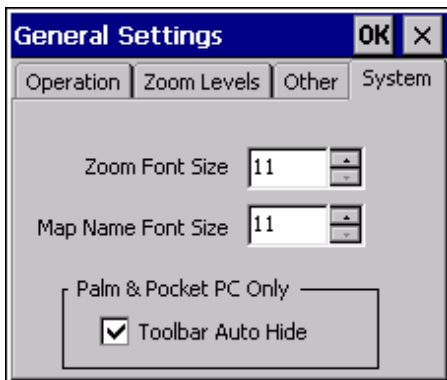 General Settings OK ×
Operation Zoom Levels Other System
Zoom Font Size 11
Map Name Font Size 11
Palm & Pocket PC Only
Toolbar Auto Hide